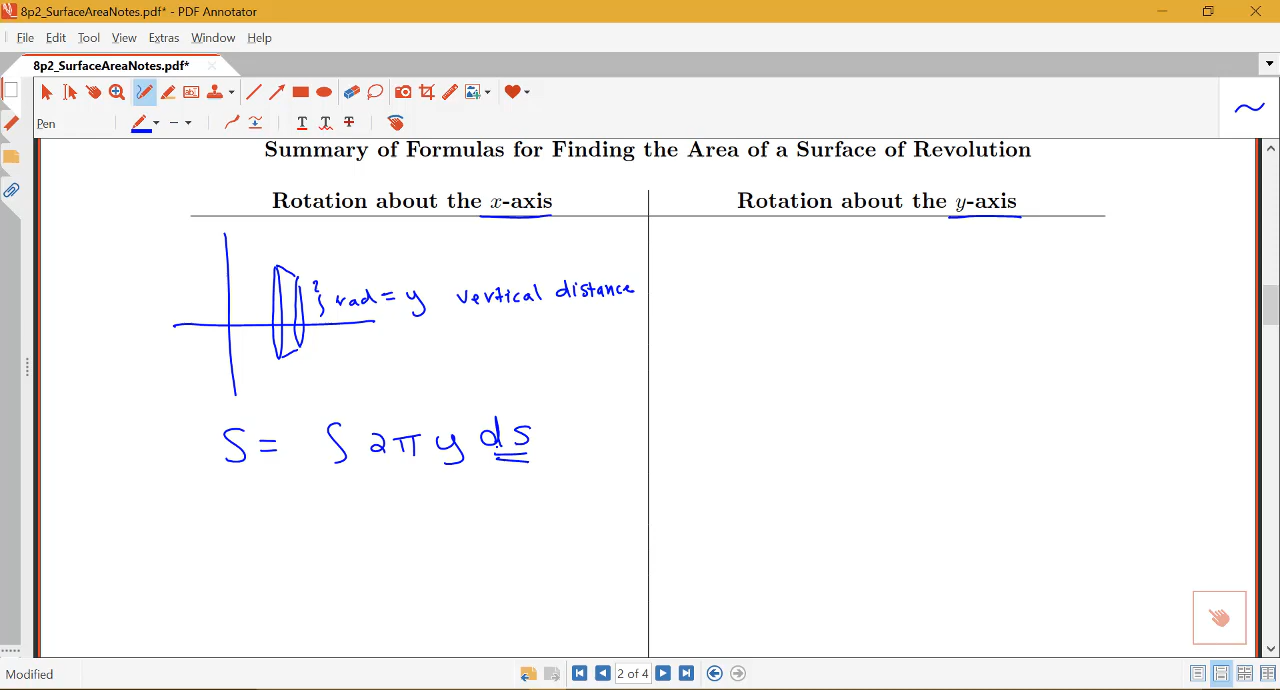 8p2_SurfaceAreaNotes.pdf* - PDF Annotator
File Edit Tool View Extras Window Help
8p2_SurfaceAreaNotes.pdf*
Pen
Summary of Formulas for Finding the Area of a Surface of Revolution
Rotation about the x-axis
Rotation about the y-axis
rad = y vertical distance
S = ∫ 2π y ds
Modified
2 of 4